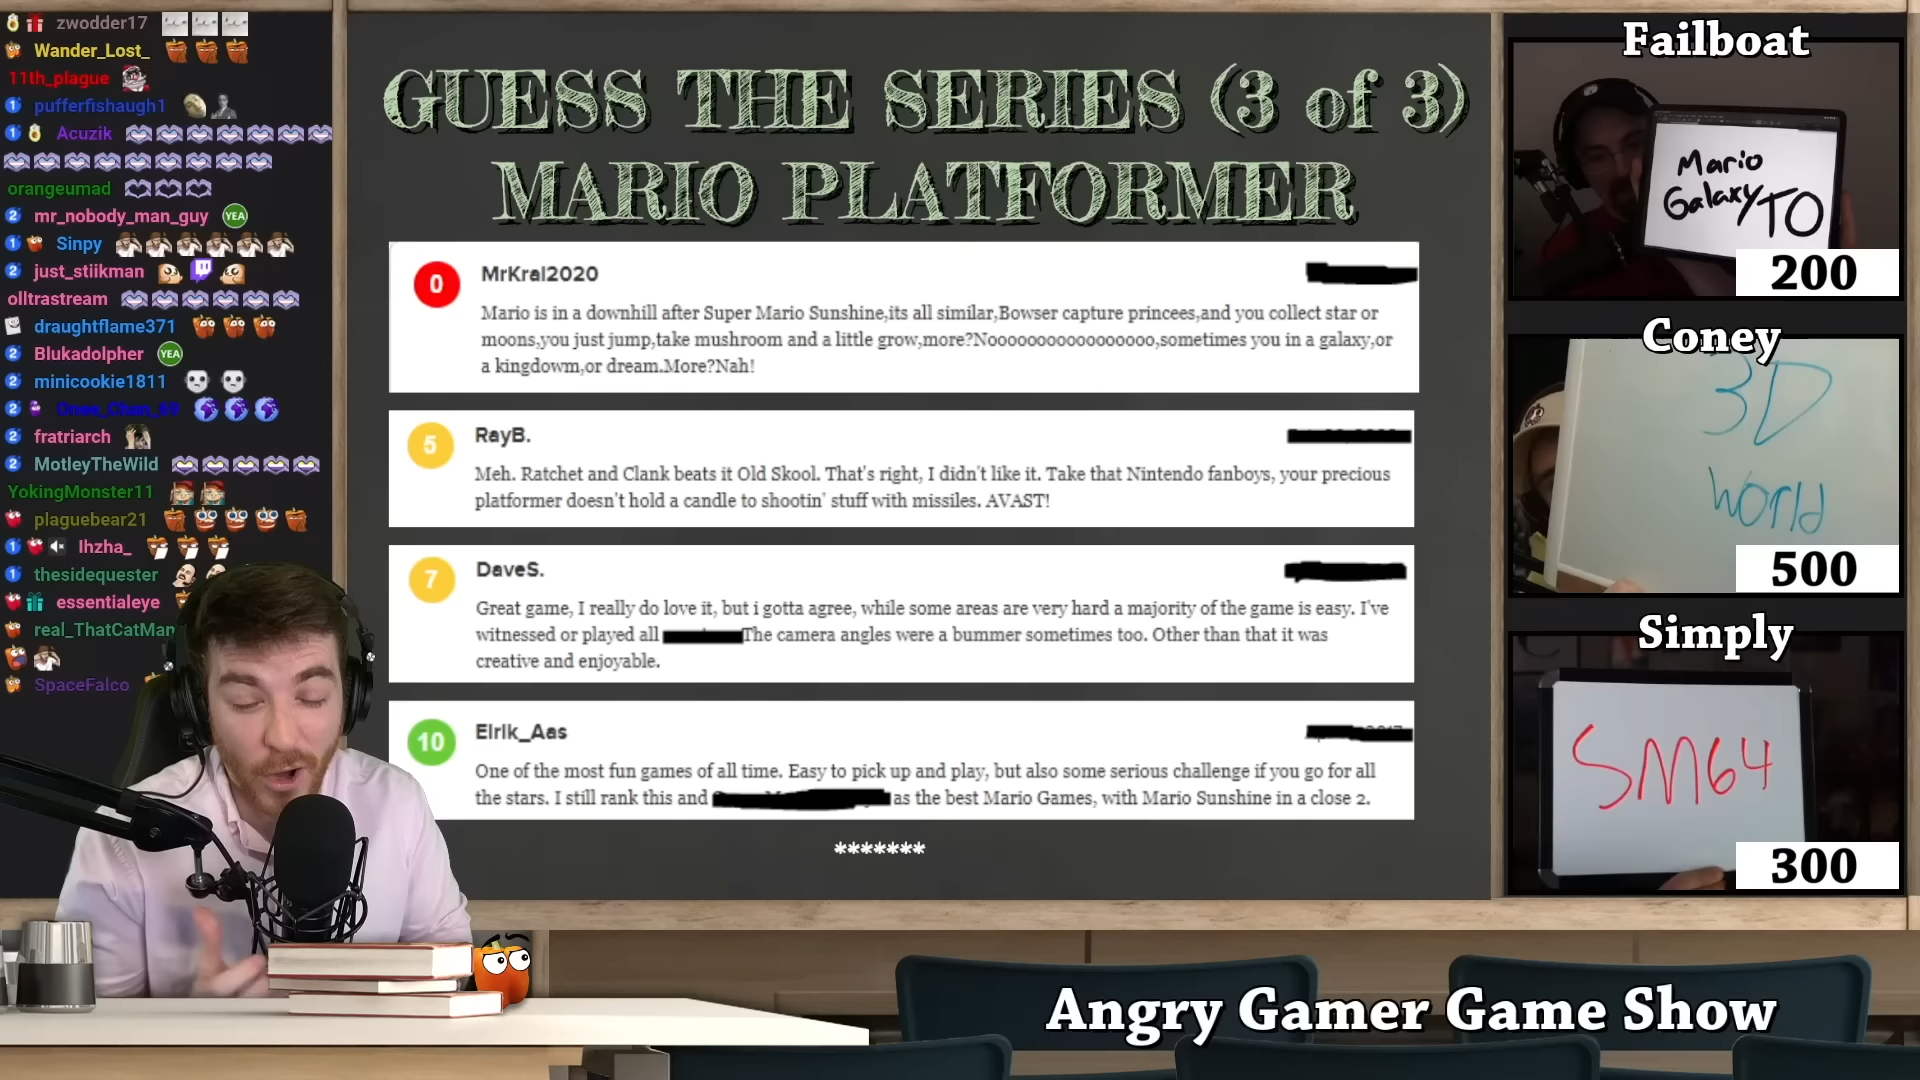 zwodder17
Wander_Lost_
11th_plague
pufferfishaugh1
Acuzik
orangeumad
mr_nobody_man_guy YEA
Sinpy
just_stiikman
olltrastream
draughtflame371
Blukadolpher YEA
minicookie1811
fratriarch
MotleyTheWild
YokingMonster11
plaguebear21
lhzha_
thesidequester
essentialeye
real_ThatCatMan
SpaceFalco
GUESS THE SERIES (3 of 3)
MARIO PLATFORMER
0 MrKral2020
Mario is in a downhill after Super Mario Sunshine,its all similar,Bowser capture princees,and you collect star or
moons,you just jump,take mushroom and a little grow,more?Nooooooooooooooooo,sometimes you in a galaxy,or
a kingdowm,or dream.More?Nah!
5 RayB.
Meh. Ratchet and Clank beats it Old Skool. That's right, I didn't like it. Take that Nintendo fanboys, your precious
platformer doesn't hold a candle to shootin' stuff with missiles. AVAST!
7 DaveS.
Great game, I really do love it, but i gotta agree, while some areas are very hard a majority of the game is easy. I've
witnessed or played all The camera angles were a bummer sometimes too. Other than that it was
creative and enjoyable.
10 Eirik_Aas
One of the most fun games of all time. Easy to pick up and play, but also some serious challenge if you go for all
the stars. I still rank this and as the best Mario Games, with Mario Sunshine in a close 2.
*******
Failboat
Mario
Galaxy TO
200
Coney
3D
World
500
Simply
SM64
300
Angry Gamer Game Show